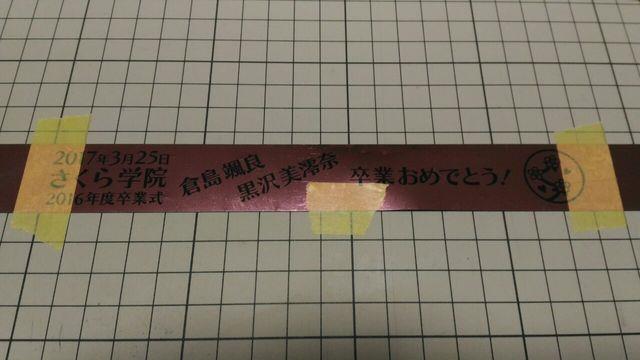 2017年3月25日
さくら学院
2016年度卒業式
倉島颯良
黒沢美澪奈
卒業おめでとう!